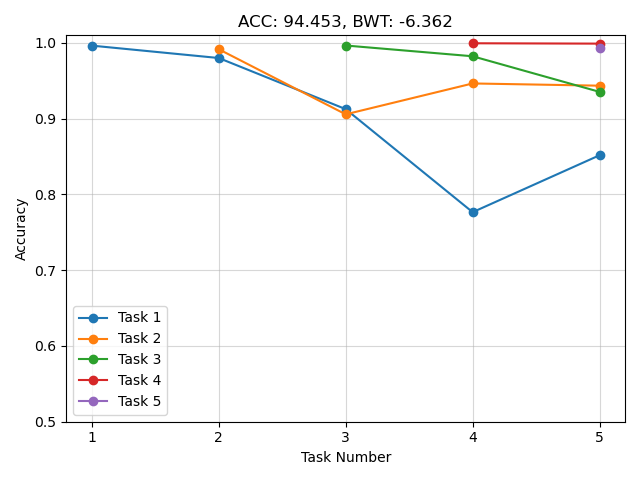 ACC: 94.453, BWT: -6.362
1.0
0.9
0.8
0.7
0.6
0.5
Accuracy
Task 1
Task 2
Task 3
Task 4
Task 5
1 2 3 4 5
Task Number